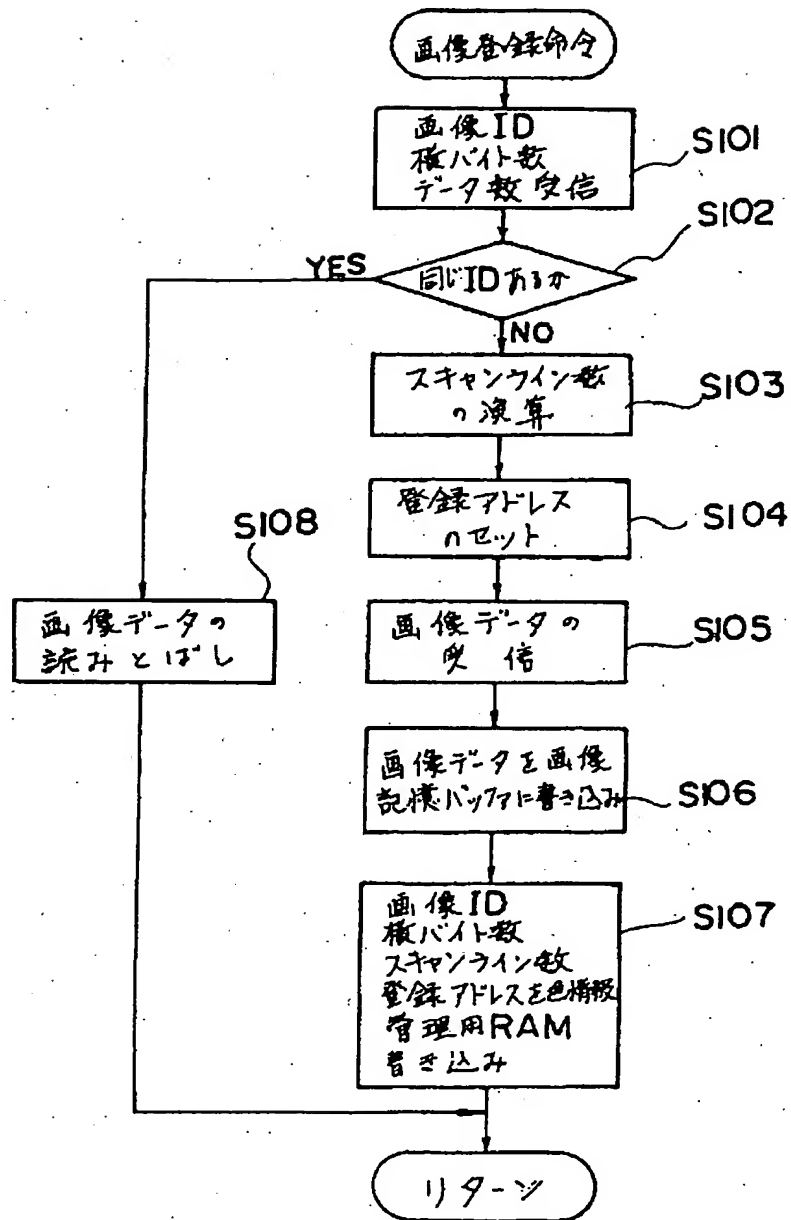 画像登録命令
画像ID
横バイト数
データ数受信
S101
S102
YES
同じIDあるか
NO
スキャンライン数
の演算
S103
登録アドレス
のセット
S104
S108
画像データの
読みとばし
画像データの
受信
S105
画像データを画像
記憶バッファに書き込み
S106
画像ID
横バイト数
スキャンライン数
登録アドレスを色情報
管理用RAM
書き込み
S107
リターン